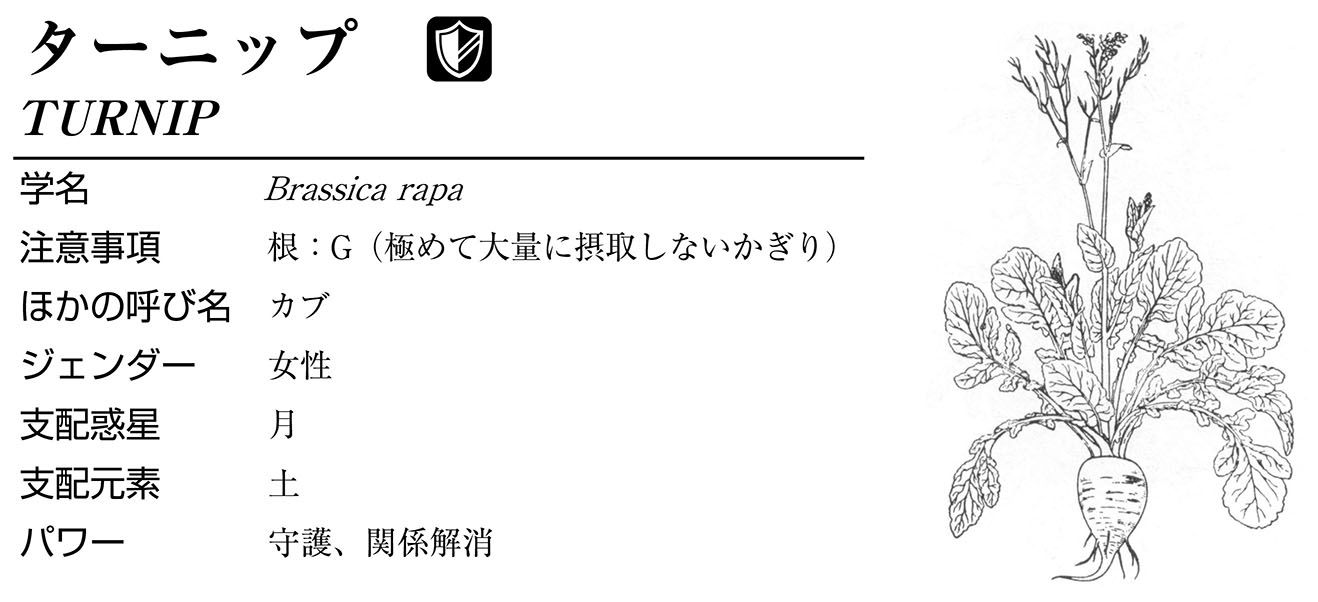 ターニップ
TURNIP
学名 Brassica rapa
注意事項 根：G（極めて大量に摂取しないかぎり）
ほかの呼び名 カブ
ジェンダー 女性
支配惑星 月
支配元素 土
パワー 守護、関係解消